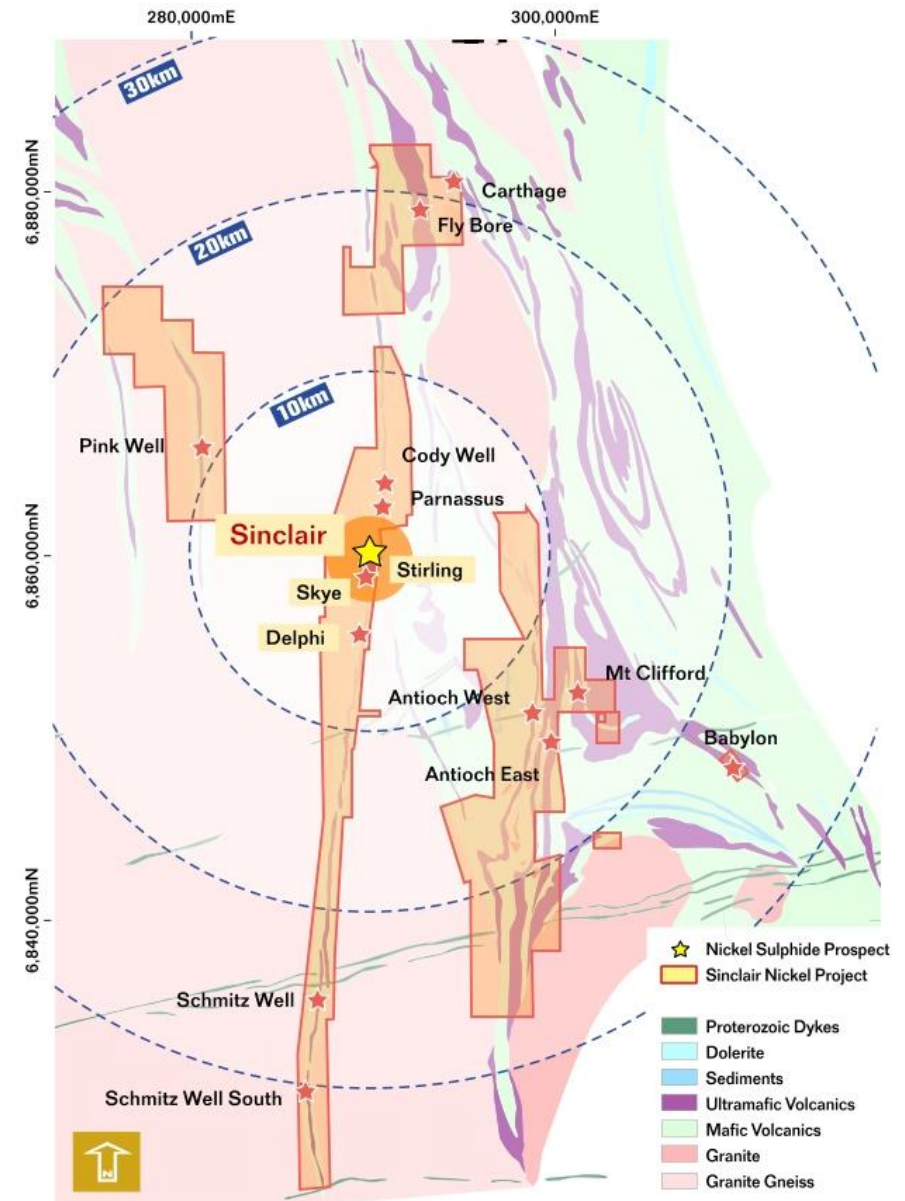 280,000mE
300,000mE
30km
6,880,000mN
Carthage
Fly Bore
20km
10km
Pink Well
Cody Well
Parnassus
Sinclair
6,860,000mN
Stirling
Skye
Delphi
Mt Clifford
Antioch West
Babylon
Antioch East
6,840,000mN
Nickel Sulphide Prospect
Sinclair Nickel Project
Schmitz Well
Proterozoic Dykes
Dolerite
Sediments
Schmitz Well South
Ultramafic Volcanics
Mafic Volcanics
Granite
Granite Gneiss
N